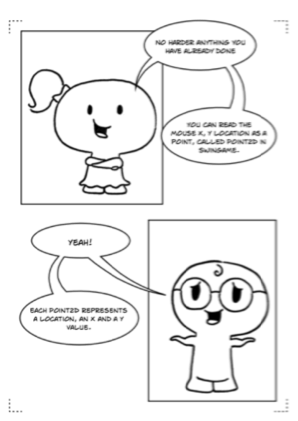 NO HARDER ANYTHING YOU
HAVE ALREADY DONE
YOU CAN READ THE
MOUSE X, Y LOCATION AS A
POINT, CALLED POINT2D IN
SWINGAME.
YEAH!
EACH POINT2D REPRESENTS
A LOCATION, AN X AND A Y
VALUE.